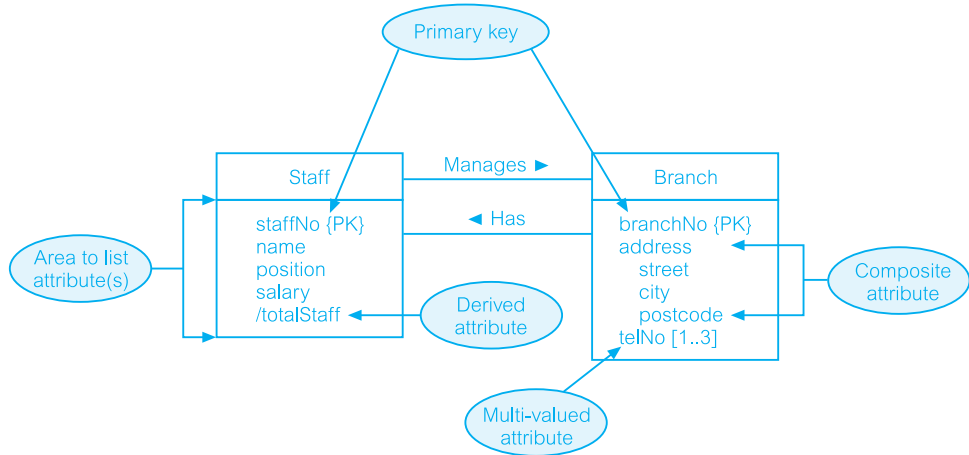 Primary key
Staff
Manages ►
Branch
◄ Has
staffNo {PK}
name
position
salary
/totalStaff
branchNo {PK}
address
street
city
postcode
telNo [1..3]
Area to list
attribute(s)
Derived
attribute
Composite
attribute
Multi-valued
attribute